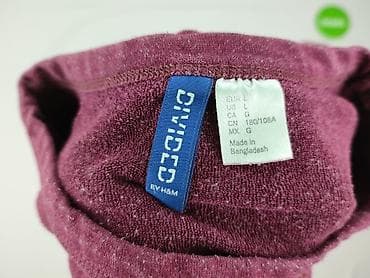 DIVIDED
BY H&M
EUR L
US L
CA G
CN 180/108A
MX G
Made in
Bangladesh